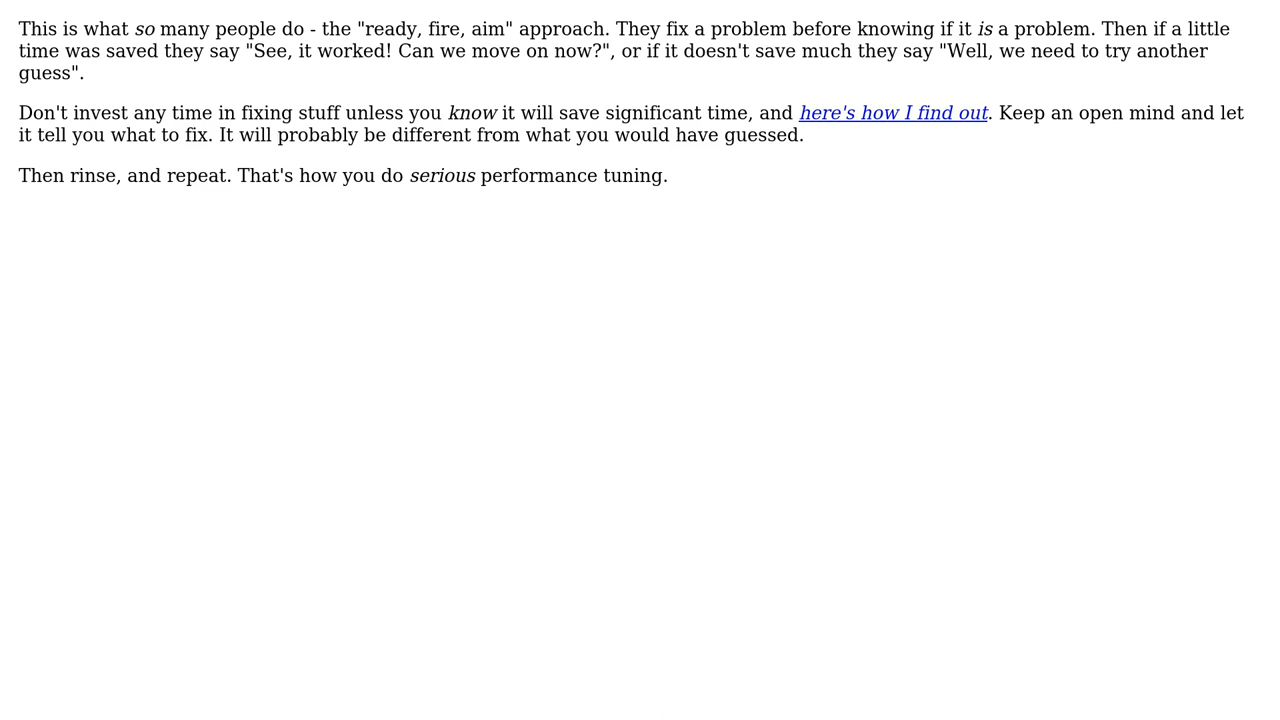 This is what so many people do - the "ready, fire, aim" approach. They fix a problem before knowing if it is a problem. Then if a little
time was saved they say "See, it worked! Can we move on now?", or if it doesn't save much they say "Well, we need to try another
guess".
Don't invest any time in fixing stuff unless you know it will save significant time, and here's how I find out. Keep an open mind and let
it tell you what to fix. It will probably be different from what you would have guessed.
Then rinse, and repeat. That's how you do serious performance tuning.